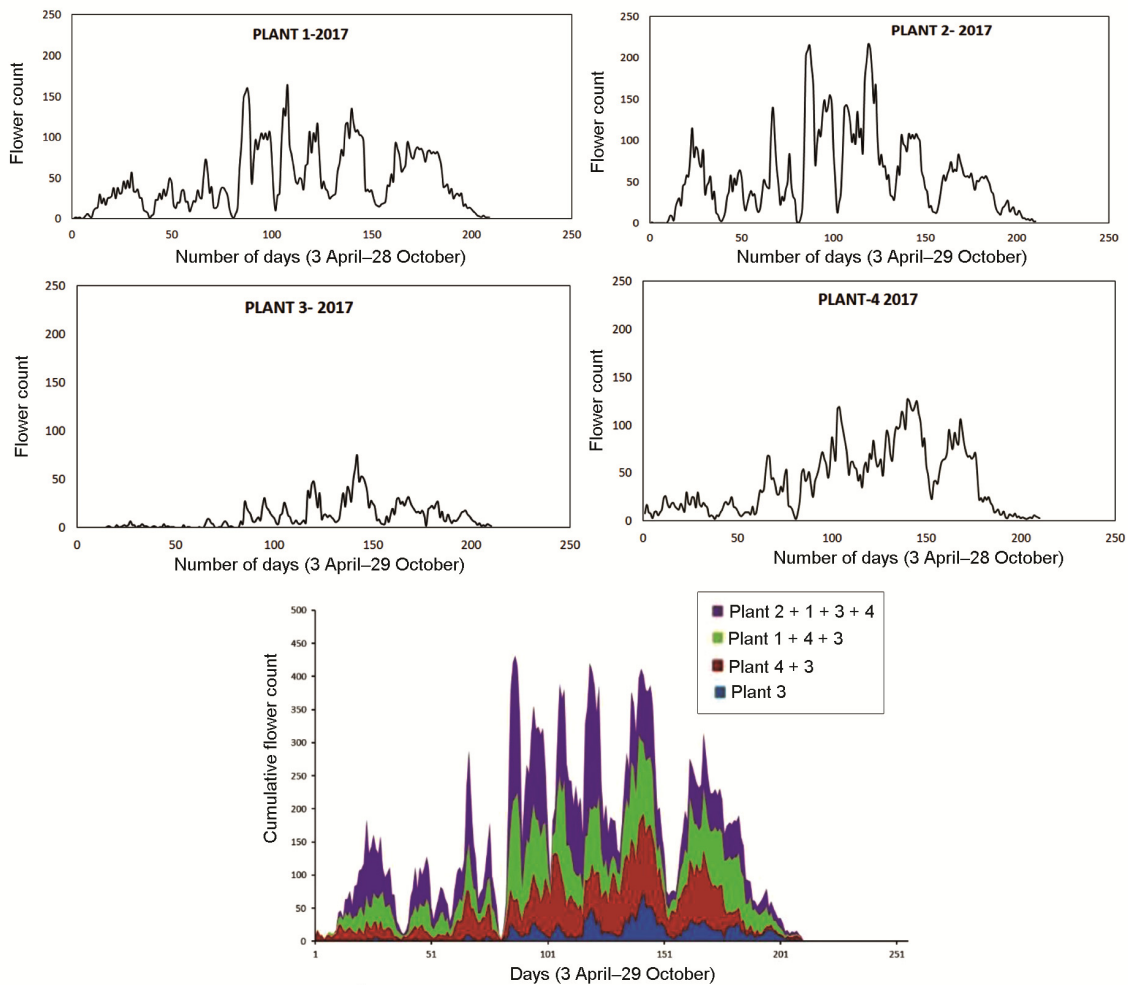 PLANT 1-2017
Flower count
250
200
150
100
50
0
0 50 100 150 200 250
Number of days (3 April–28 October)
PLANT 2- 2017
Flower count
250
200
150
100
50
0
0 50 100 150 200 250
Number of days (3 April–29 October)
PLANT 3- 2017
Flower count
250
200
150
100
50
0
0 50 100 150 200 250
Number of days (3 April–29 October)
PLANT-4 2017
Flower count
250
200
150
100
50
0
0 50 100 150 200 250
Number of days (3 April–28 October)
Cumulative flower count
500
450
400
350
300
250
200
150
100
50
0
1 51 101 151 201 251
Days (3 April–29 October)
Plant 2 + 1 + 3 + 4
Plant 1 + 4 + 3
Plant 4 + 3
Plant 3